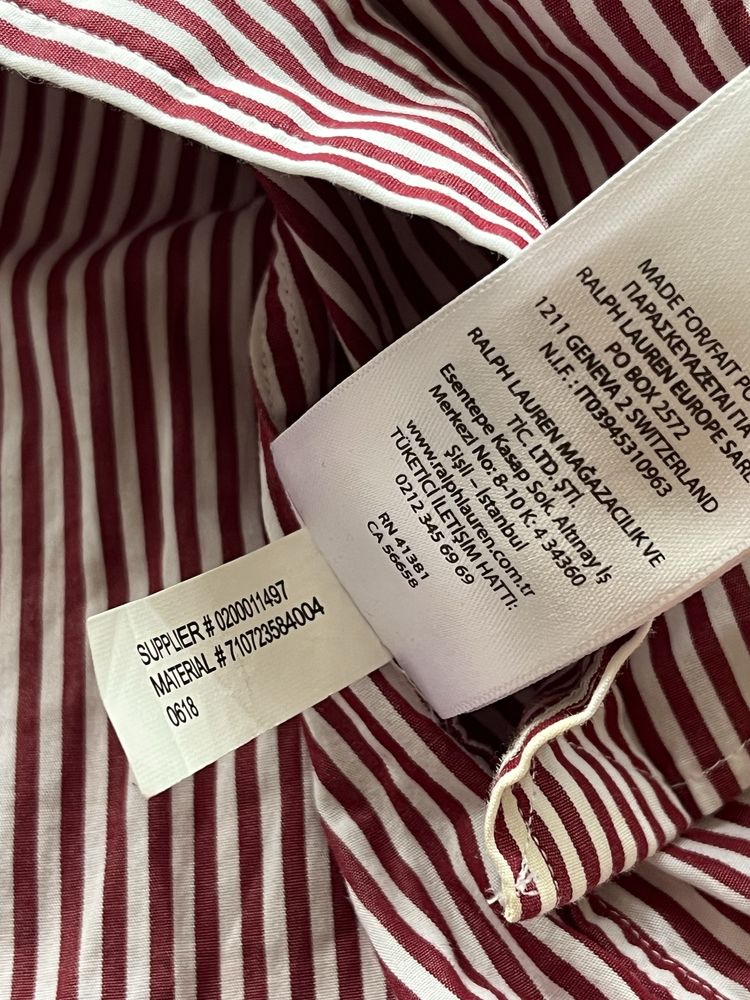 MADE FOR/FAIT
ΠΑΡΑΣΚΕΥΑΖΕΤΑΙ ΓΙΑ
RALPH LAUREN EUROPE SARL
PO BOX 2572
1211 GENEVA 2 SWITZERLAND
N.I.F.: IT03945310963
RALPH LAUREN MAĞAZACILIK VE
TİC. LTD. ŞTİ.
Esentepe Kasap Sok. Altınay İş
Merkezi No: 8-10 K: 4 34360
Şişli - İstanbul
www.ralphlauren.com.tr
TÜKETİCİ İLETİŞİM HATTI:
0212 345 69 69
RN 41381
CA 56658
SUPPLIER # 0200011497
MATERIAL # 710723584004
0618